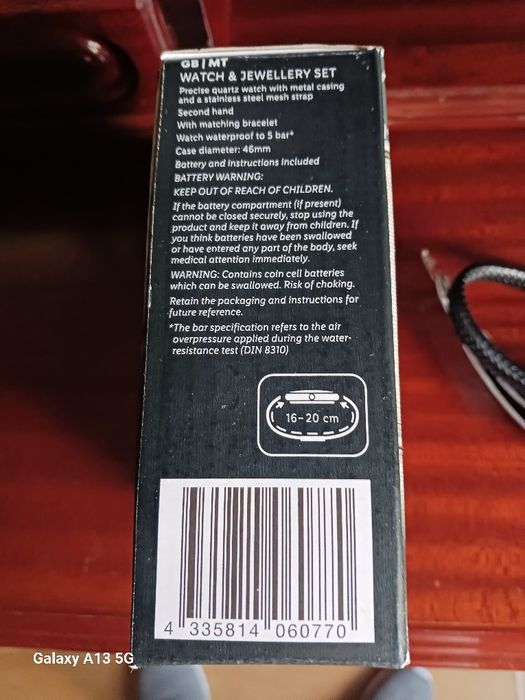 GB | MT
WATCH & JEWELLERY SET
Precise quartz watch with metal casing
and a stainless steel mesh strap
Second hand
With matching bracelet
Watch waterproof to 5 bar*
Case diameter: 46mm
Battery and instructions included
BATTERY WARNING:
KEEP OUT OF REACH OF CHILDREN.
If the battery compartment (if present)
cannot be closed securely, stop using the
product and keep it away from children. If
you think batteries have been swallowed
or have entered any part of the body, seek
medical attention immediately.
WARNING: Contains coin cell batteries
which can be swallowed. Risk of choking.
Retain the packaging and instructions for
future reference.
*The bar specification refers to the air
overpressure applied during the water-
resistance test (DIN 8310)
16–20 cm
4 335814 060770
Galaxy A13 5G